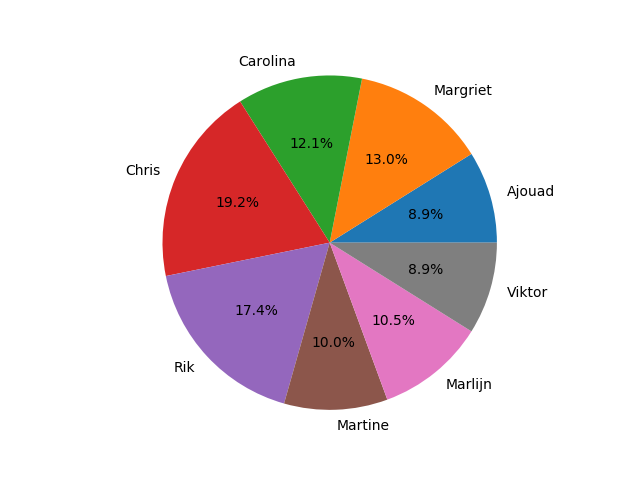 Carolina
Margriet
12.1%
13.0%
Chris
Ajouad
19.2%
8.9%
8.9%
Viktor
17.4%
10.5%
10.0%
Rik
Marlijn
Martine